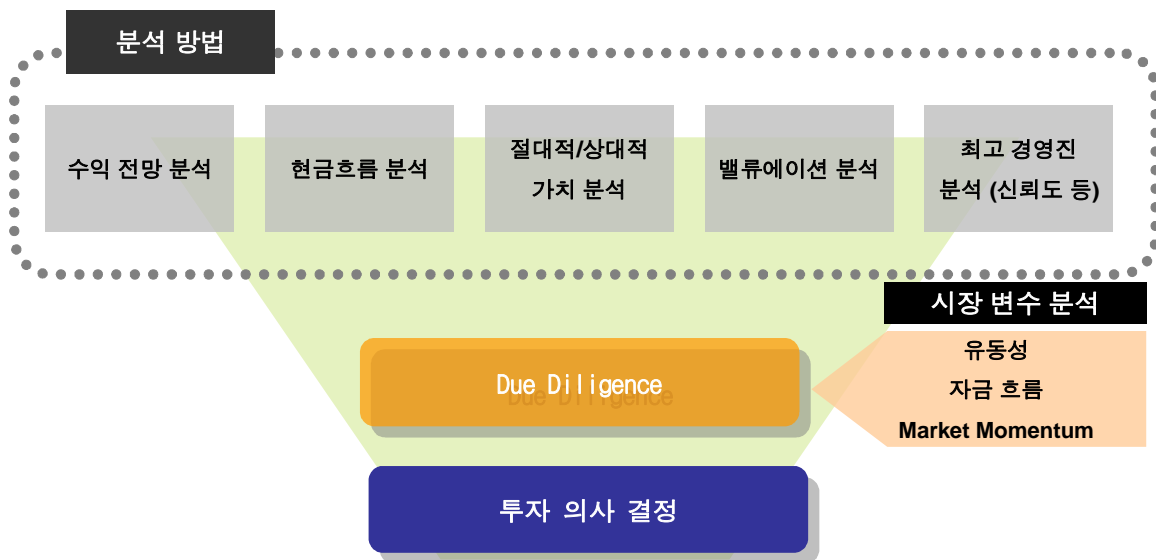 분석 방법
수익 전망 분석
현금흐름 분석
절대적/상대적
가치 분석
밸류에이션 분석
최고 경영진
분석 (신뢰도 등)
시장 변수 분석
유동성
자금 흐름
Market Momentum
Due Diligence
투자 의사 결정